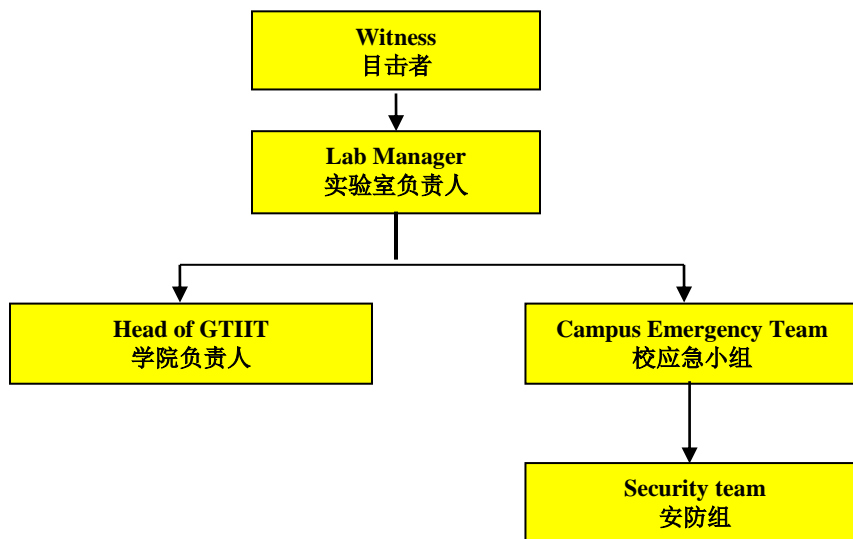 Witness
目击者
Lab Manager
实验室负责人
Head of GTIIT
学院负责人
Campus Emergency Team
校应急小组
Security team
安防组